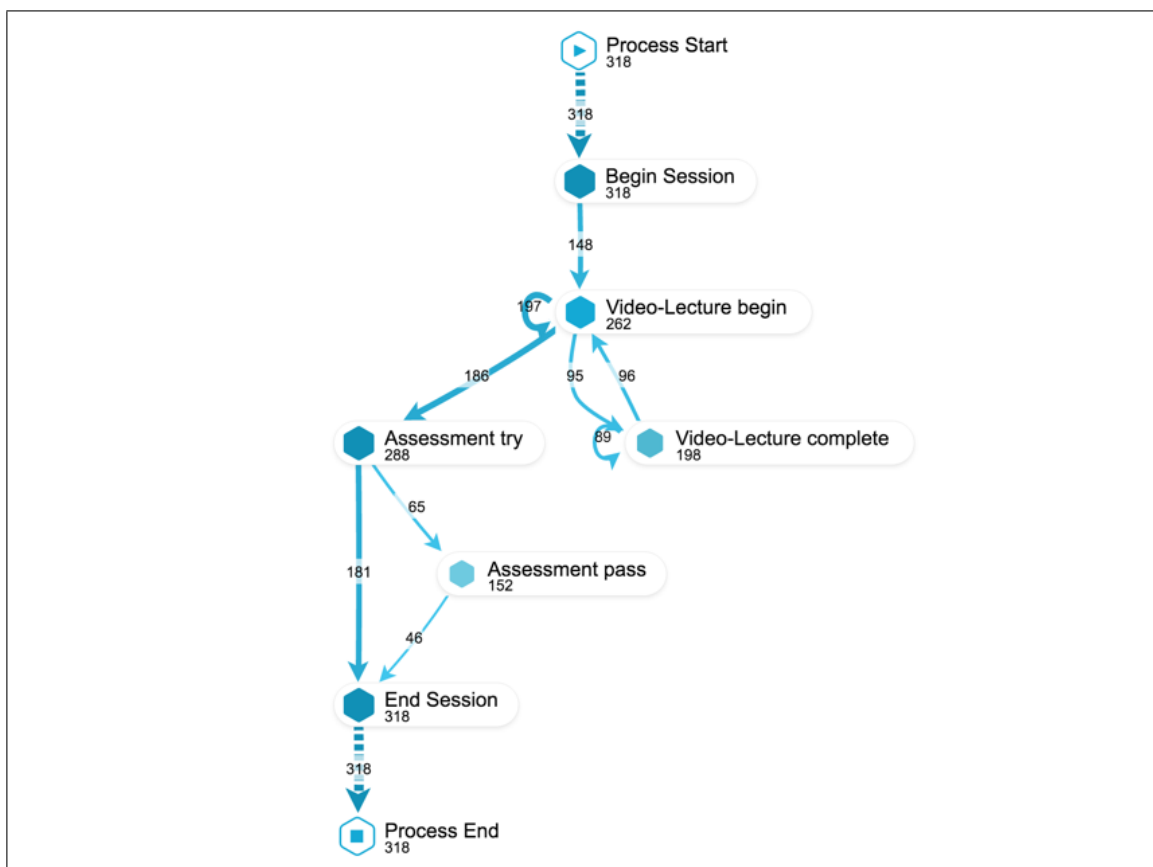 Process Start
318
318
Begin Session
318
148
197
Video-Lecture begin
262
186
95
96
Assessment try
288
89
Video-Lecture complete
198
65
181
Assessment pass
152
46
End Session
318
318
Process End
318